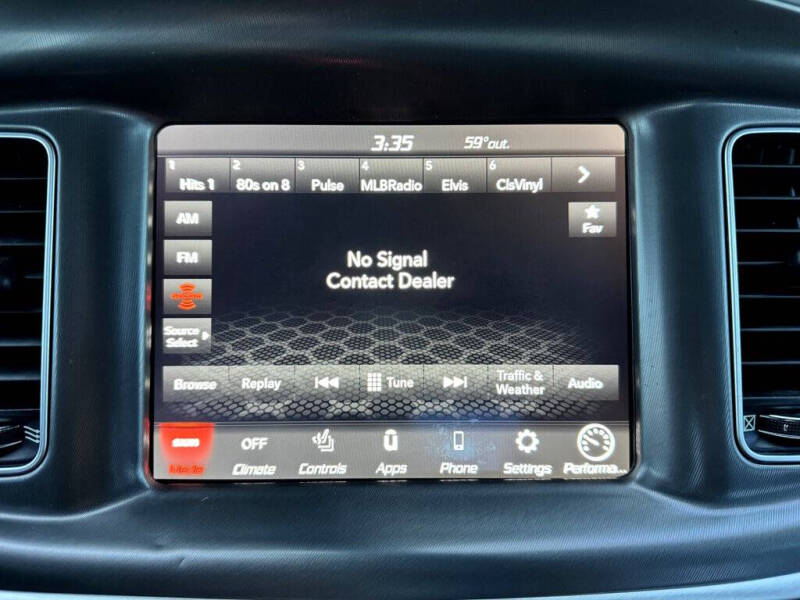 3:35 59°out.
1 2 3 4 5 6
Hits 1 80s on 8 Pulse MLBRadio Elvis ClsVinyl
AM
Fav
FM
No Signal
Contact Dealer
Source
Select
Browse Replay Tune Traffic & Weather Audio
OFF
Climate Controls Apps Phone Settings Performa...